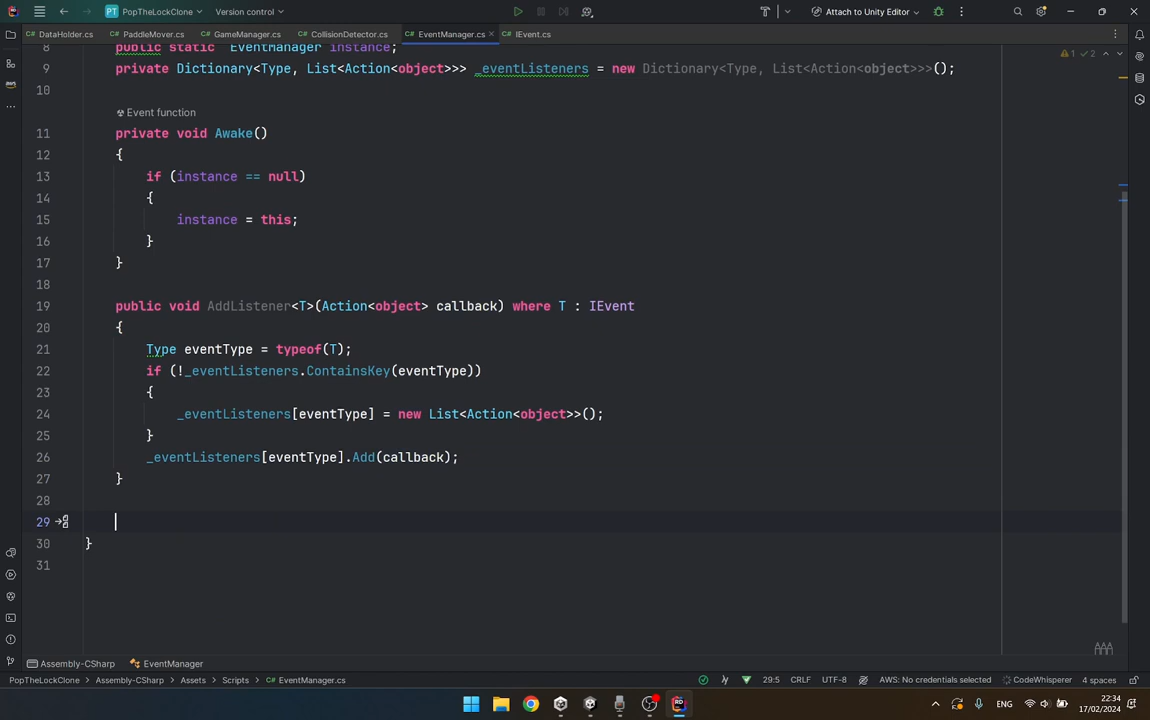 PT PopTheLockClone Version control Attach to Unity Editor
DataHolder.cs PaddleMover.cs GameManager.cs CollisionDetector.cs EventManager.cs IEvent.cs
8 public static EventManager instance; 1 2
9 private Dictionary<Type, List<Action<object>>> _eventListeners = new Dictionary<Type, List<Action<object>>>();
10
Event function
11 private void Awake()
12 {
13 if (instance == null)
14 {
15 instance = this;
16 }
17 }
18
19 public void AddListener<T>(Action<object> callback) where T : IEvent
20 {
21 Type eventType = typeof(T);
22 if (!_eventListeners.ContainsKey(eventType))
23 {
24 _eventListeners[eventType] = new List<Action<object>>();
25 }
26 _eventListeners[eventType].Add(callback);
27 }
28
29
30 }
31
Assembly-CSharp EventManager
PopTheLockClone Assembly-CSharp Assets Scripts C# EventManager.cs 29:5 CRLF UTF-8 AWS: No credentials selected CodeWhisperer 4 spaces
RD ENG 22:34
17/02/2024